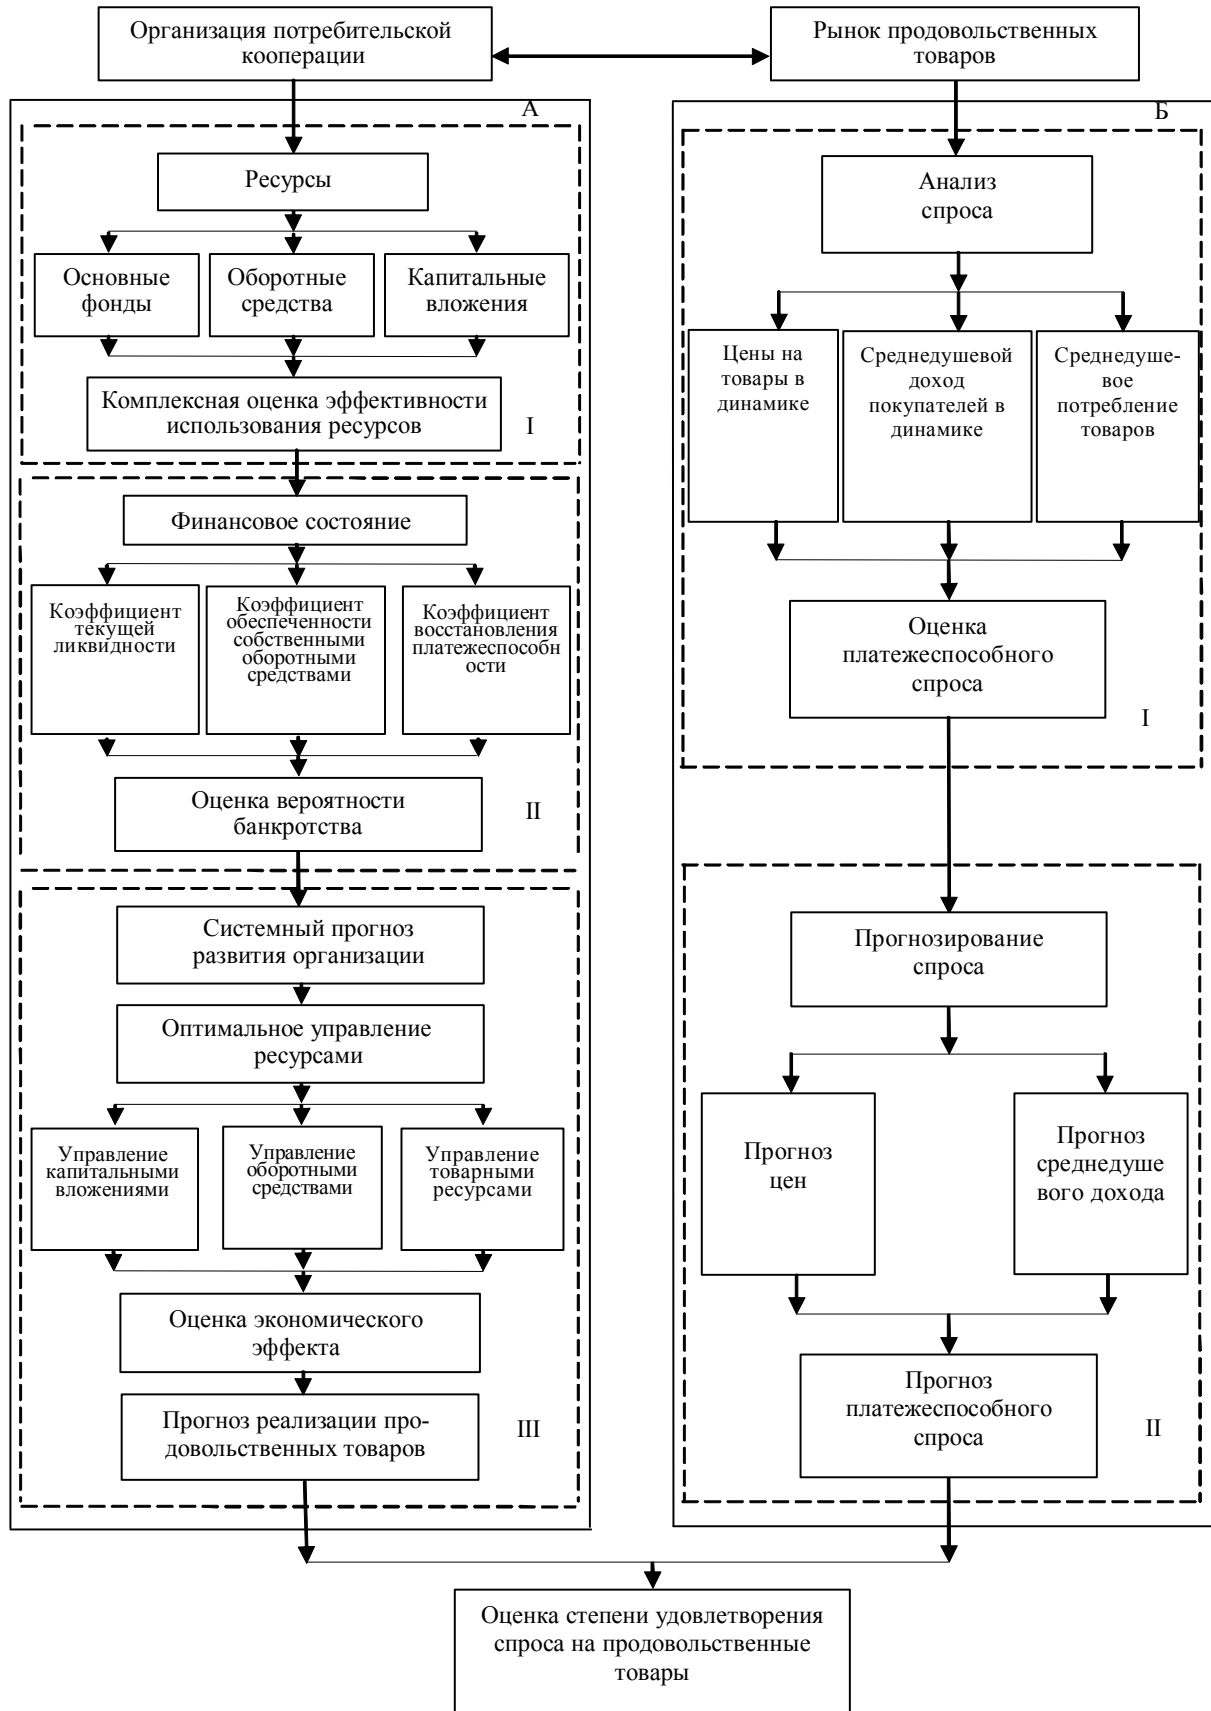 Организация потребительской
кооперации
Рынок продовольственных
товаров
А
Ресурсы
Основные
фонды
Оборотные
средства
Капитальные
вложения
Комплексная оценка эффективности
использования ресурсов
I
Финансовое состояние
Коэффициент
текущей
ликвидности
Коэффициент
обеспеченности
собственными
оборотными
средствами
Коэффициент
восстановления
платежеспособн
ости
Оценка вероятности
банкротства
II
Системный прогноз
развития организации
Оптимальное управление
ресурсами
Управление
капитальными
вложениями
Управление
оборотными
средствами
Управление
товарными
ресурсами
Оценка экономического
эффекта
Прогноз реализации про-
довольственных товаров
III
Б
Анализ
спроса
Цены на
товары в
динамике
Среднедушевой
доход
покупателей в
динамике
Среднедуше-
вое
потребление
товаров
Оценка
платежеспособного
спроса
I
Прогнозирование
спроса
Прогноз
цен
Прогноз
среднедуше
вого дохода
Прогноз
платежеспособного
спроса
II
Оценка степени удовлетворения
спроса на продовольственные
товары